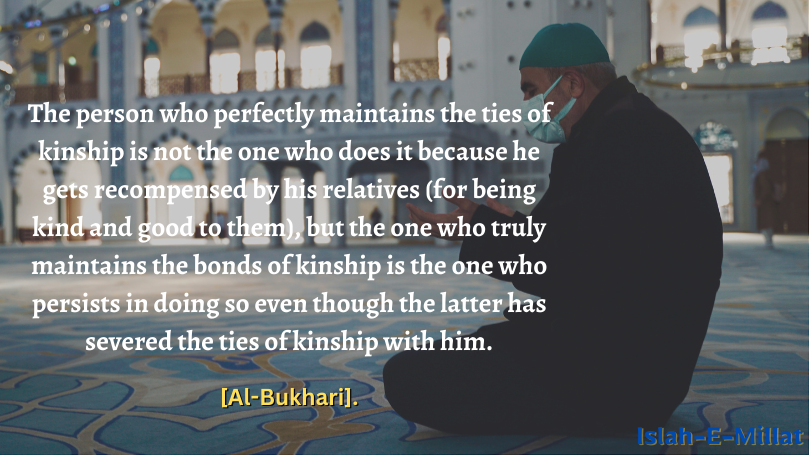 The person who perfectly maintains the ties of
kinship is not the one who does it because he
gets recompensed by his relatives (for being
kind and good to them), but the one who truly
maintains the bonds of kinship is the one who
persists in doing so even though the latter has
severed the ties of kinship with him.
[Al-Bukhari].
Islah-E-Millat